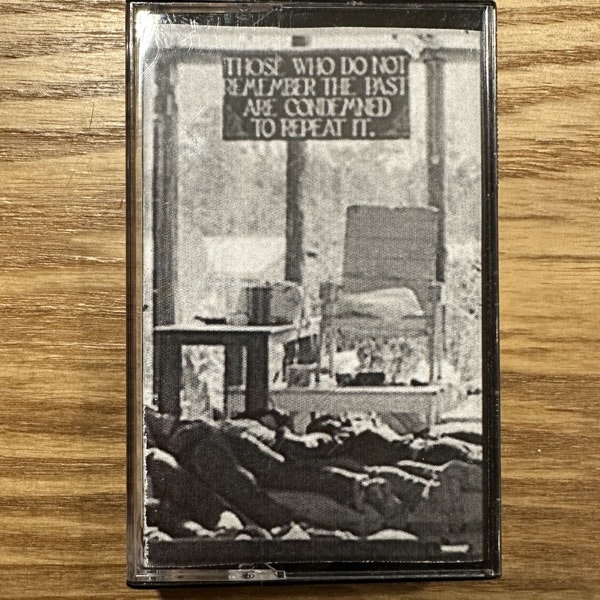 THOSE WHO DO NOT
REMEMBER THE PAST
ARE CONDEMNED
TO REPEAT IT.